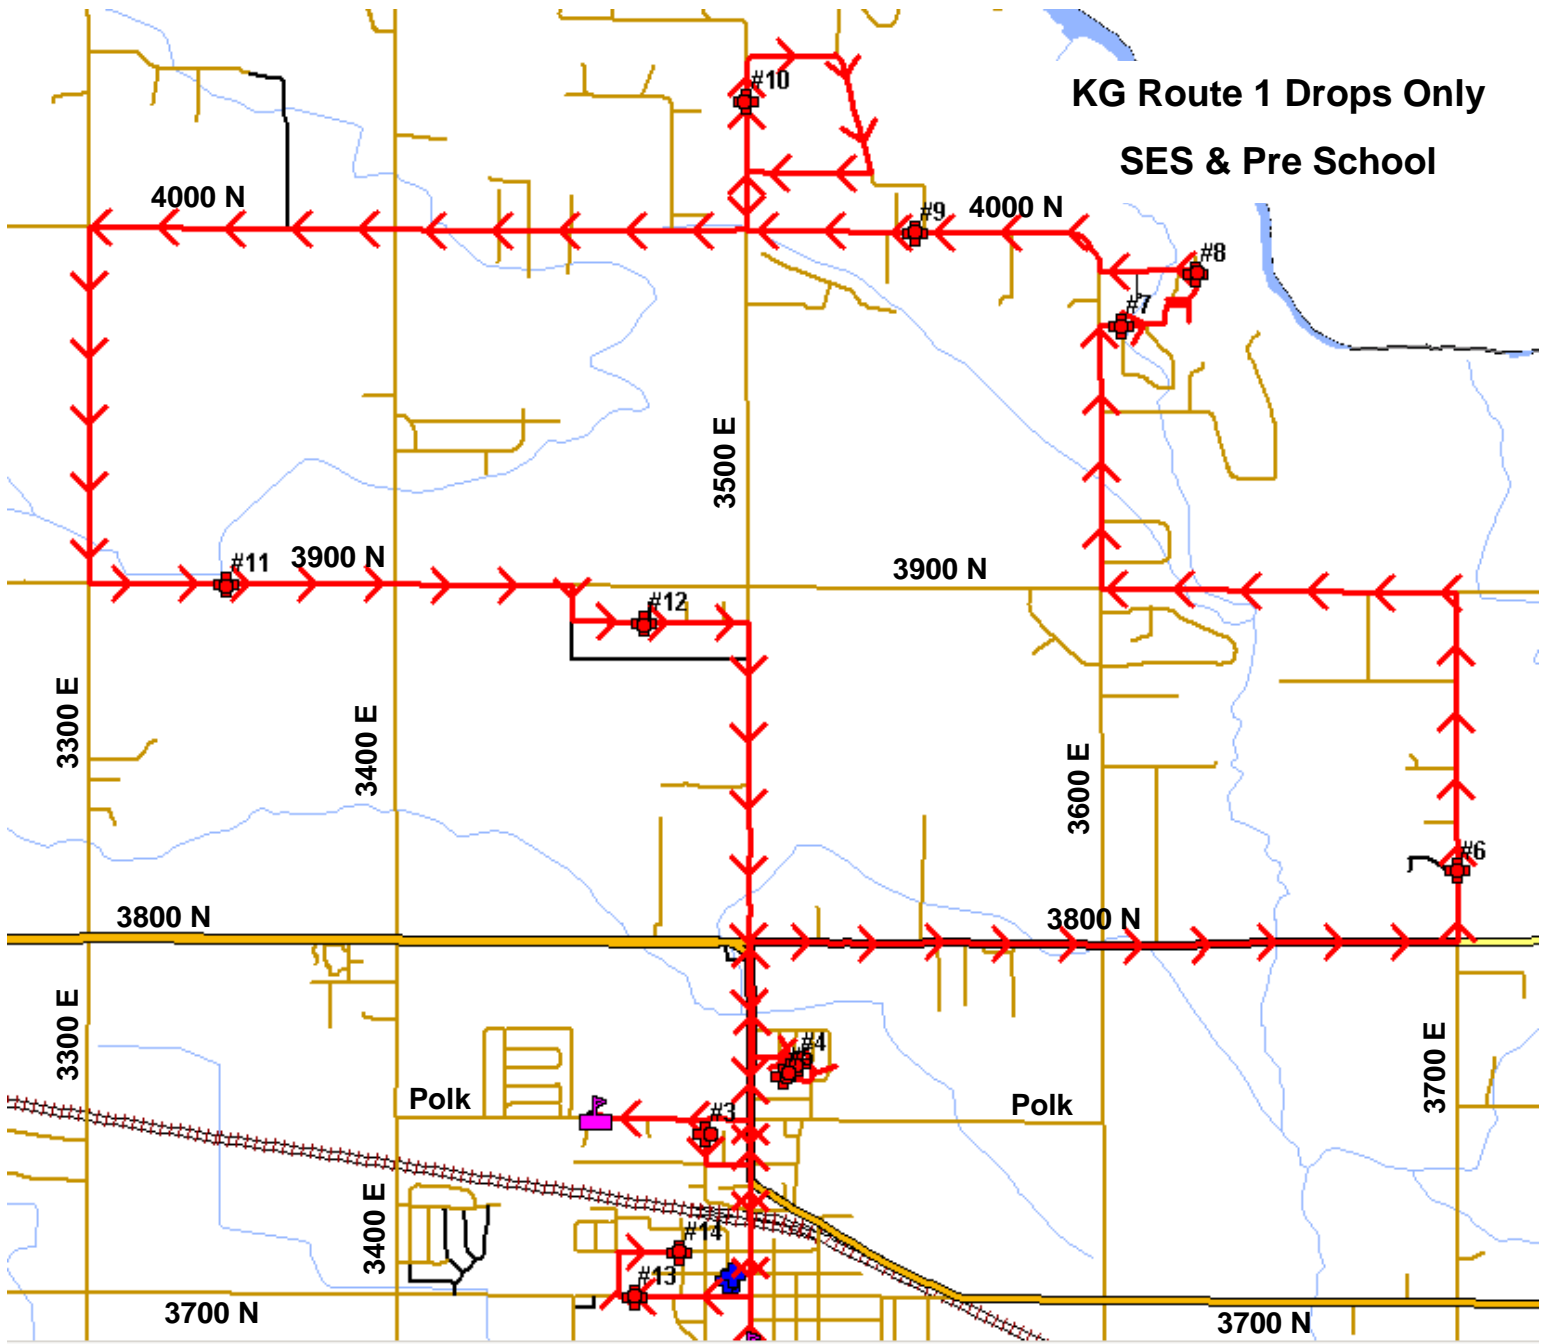 #10
KG Route 1 Drops Only
SES & Pre School
4000 N
#9
4000 N
#8
#7
3500 E
#11
3900 N
3900 N
#12
3300 E
3400 E
3600 E
#6
3800 N
3800 N
3300 E
#4
3700 E
Polk
#3
Polk
3400 E
#14
#13
3700 N
3700 N